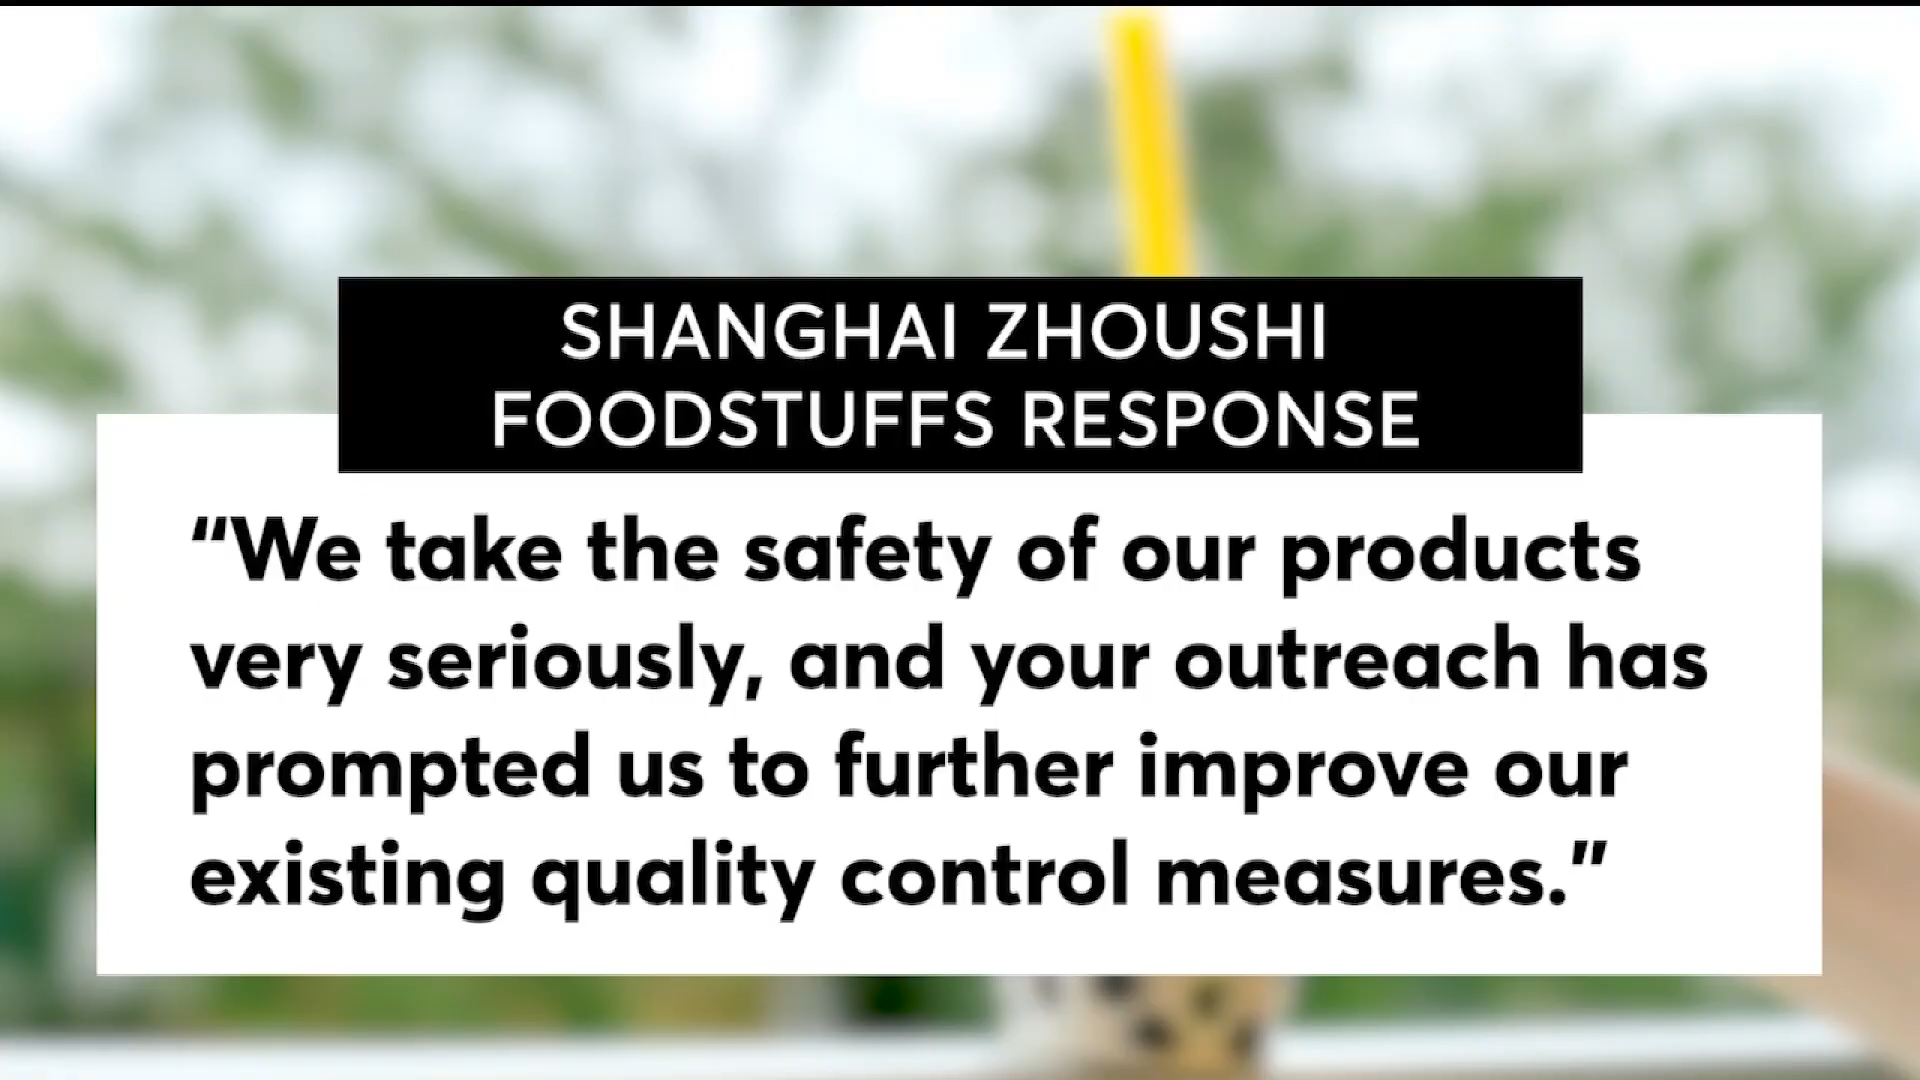 SHANGHAI ZHOUSHI
FOODSTUFFS RESPONSE
“We take the safety of our products
very seriously, and your outreach has
prompted us to further improve our
existing quality control measures.”